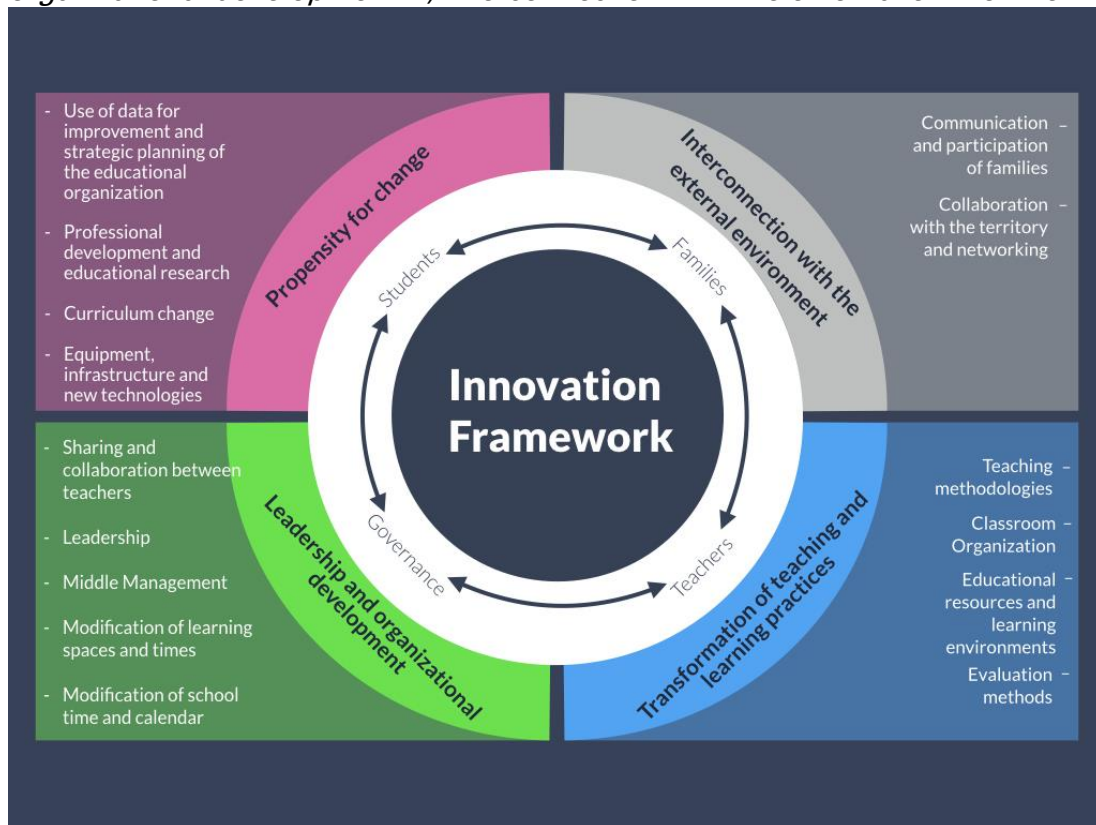 - Use of data for
improvement and
strategic planning of
the educational
organization
- Professional
development and
educational research
- Curriculum change
- Equipment,
infrastructure and
new technologies
Propensity for change
Interconnection with the
external environment
Communication –
and participation
of families
Collaboration –
with the territory
and networking
Students
Families
Innovation
Framework
Governance
Teachers
- Sharing and
collaboration between
teachers
- Leadership
- Middle Management
- Modification of learning
spaces and times
- Modification of school
time and calendar
Leadership and organizational
development
Transformation of teaching and
learning practices
Teaching –
methodologies
Classroom –
Organization
Educational –
resources and
learning
environments
Evaluation –
methods